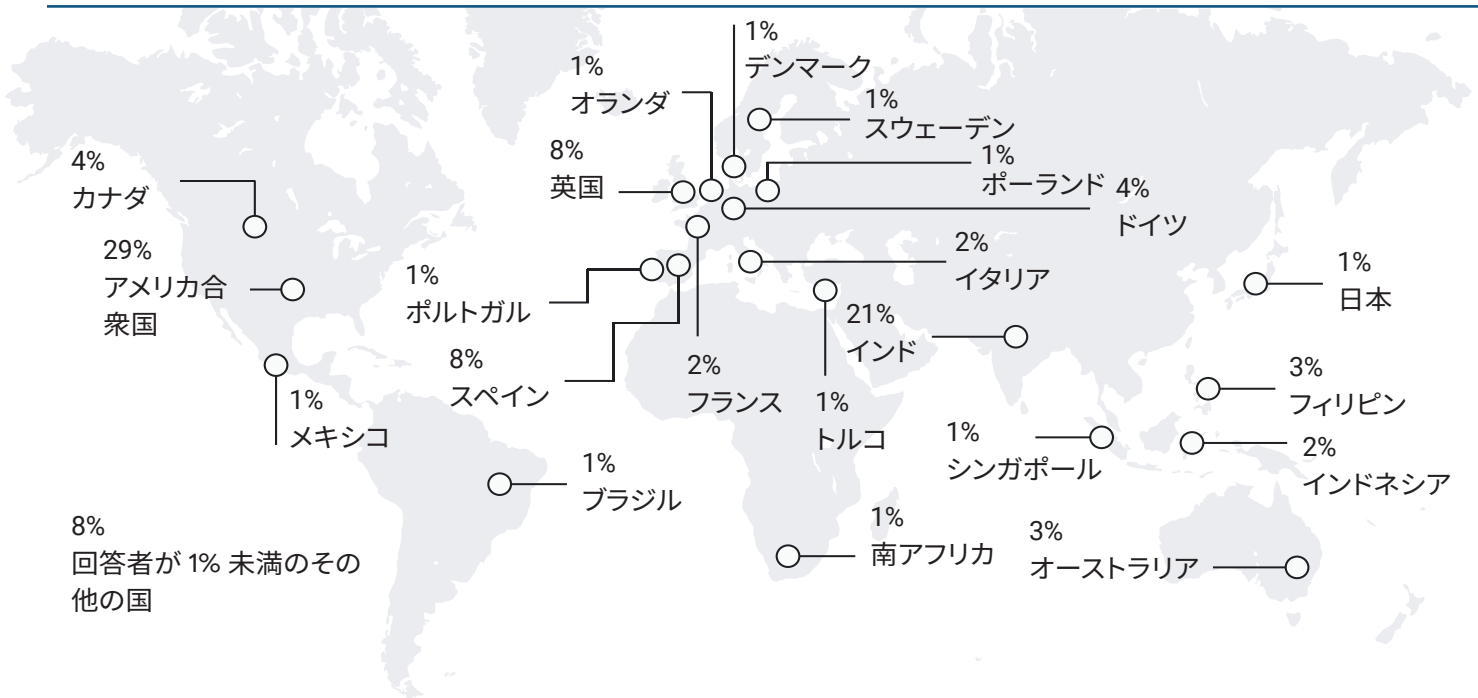 1%
デンマーク
1%
オランダ
1%
スウェーデン
8%
英国
1%
ポーランド
4%
ドイツ
4%
カナダ
29%
アメリカ合
衆国
1%
ポルトガル
2%
イタリア
1%
日本
21%
インド
8%
スペイン
2%
フランス
1%
トルコ
3%
フィリピン
1%
メキシコ
1%
シンガポール
2%
インドネシア
1%
ブラジル
8%
回答者が 1% 未満のその
他の国
1%
南アフリカ
3%
オーストラリア